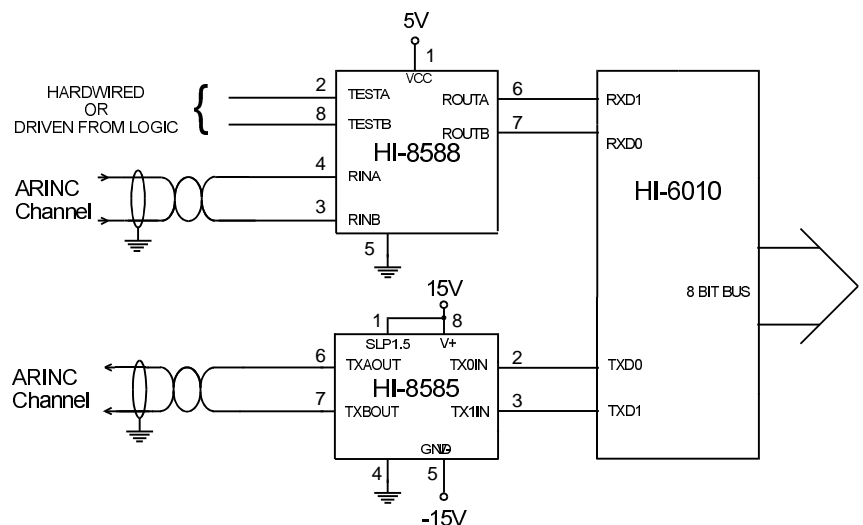 5V
1
VCC
HARDWIRED
OR
DRIVEN FROM LOGIC
2
TESTA
8
TESTB
ROUTA
6
RXD1
ROUTB
7
RXD0
HI-8588
HI-6010
ARINC
Channel
4
RINA
3
RINB
5
8 BIT BUS
15V
1
8
SLP1.5
V+
ARINC
Channel
6
TXAOUT
TX0IN
2
TXD0
HI-8585
7
TXBOUT
TX1IN
3
TXD1
GND
V-
4
5
-15V